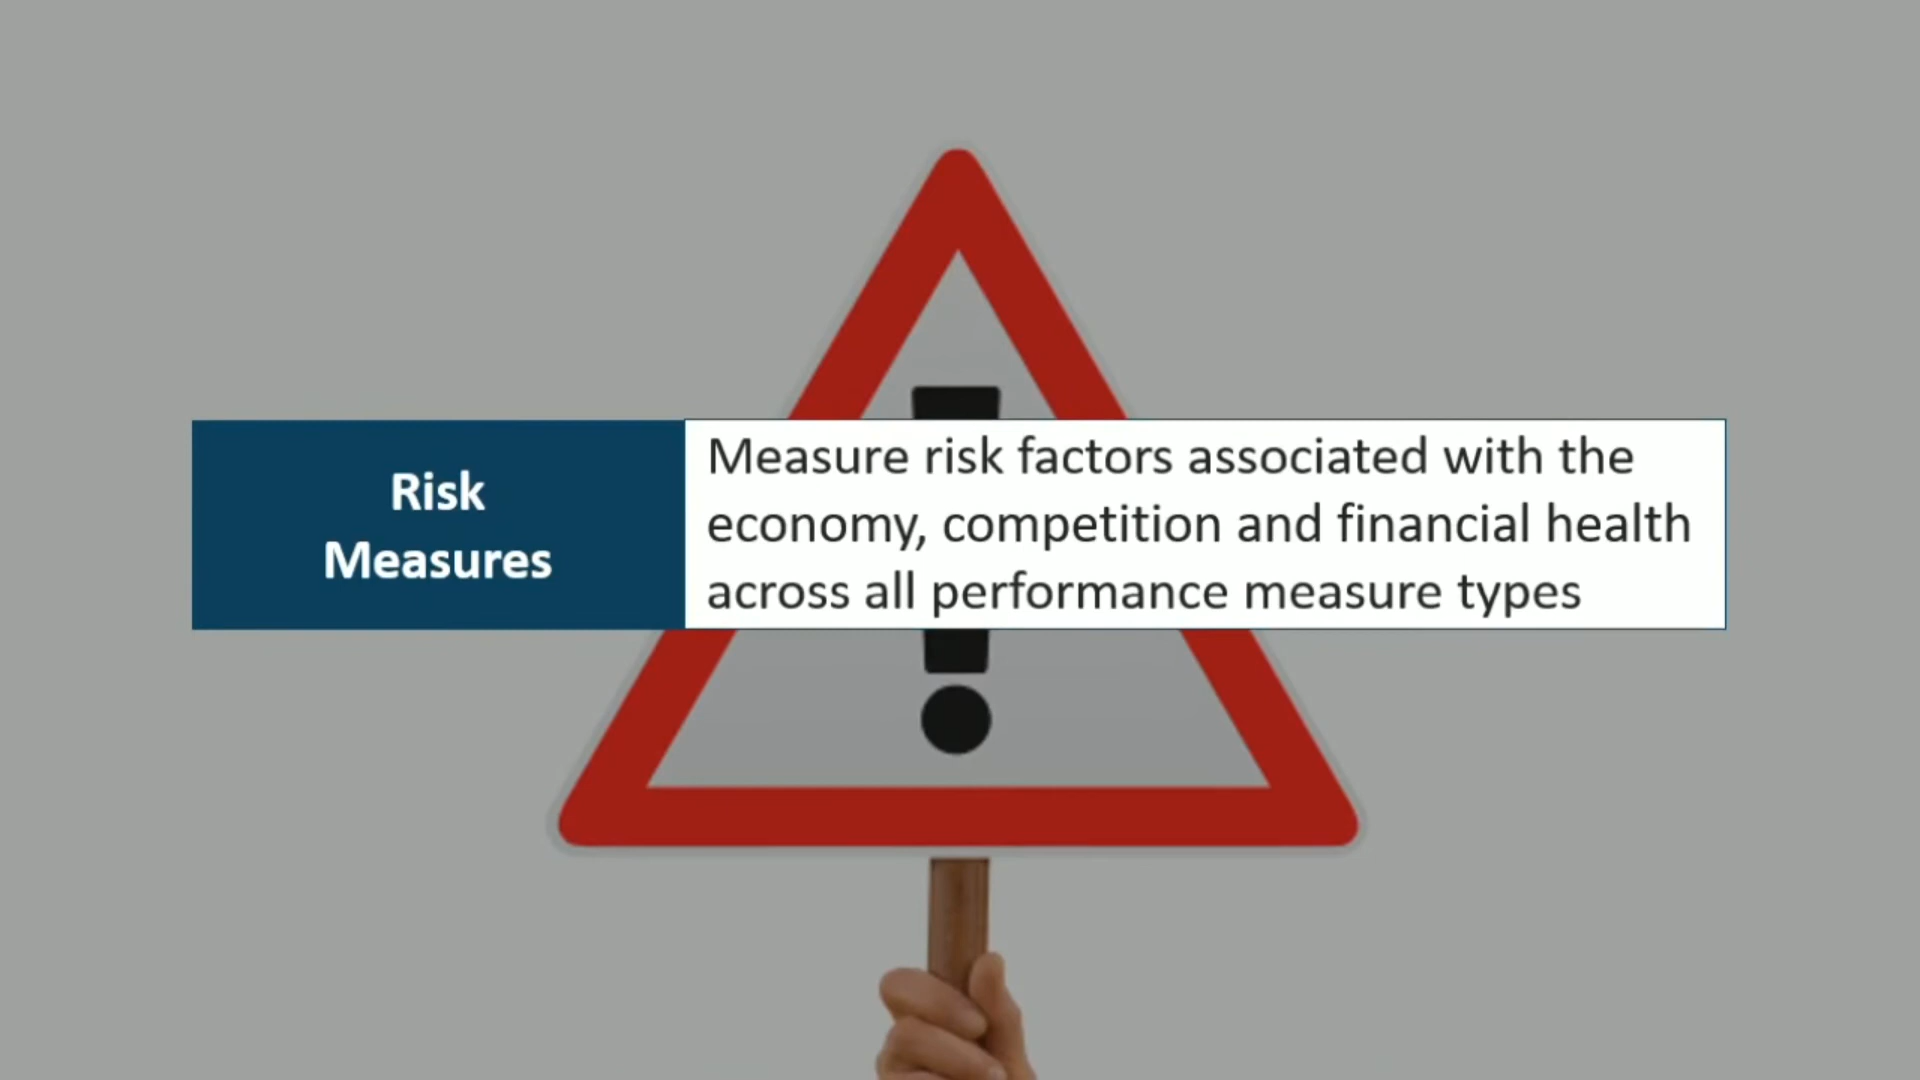 Risk
Measures
Measure risk factors associated with the
economy, competition and financial health
across all performance measure types